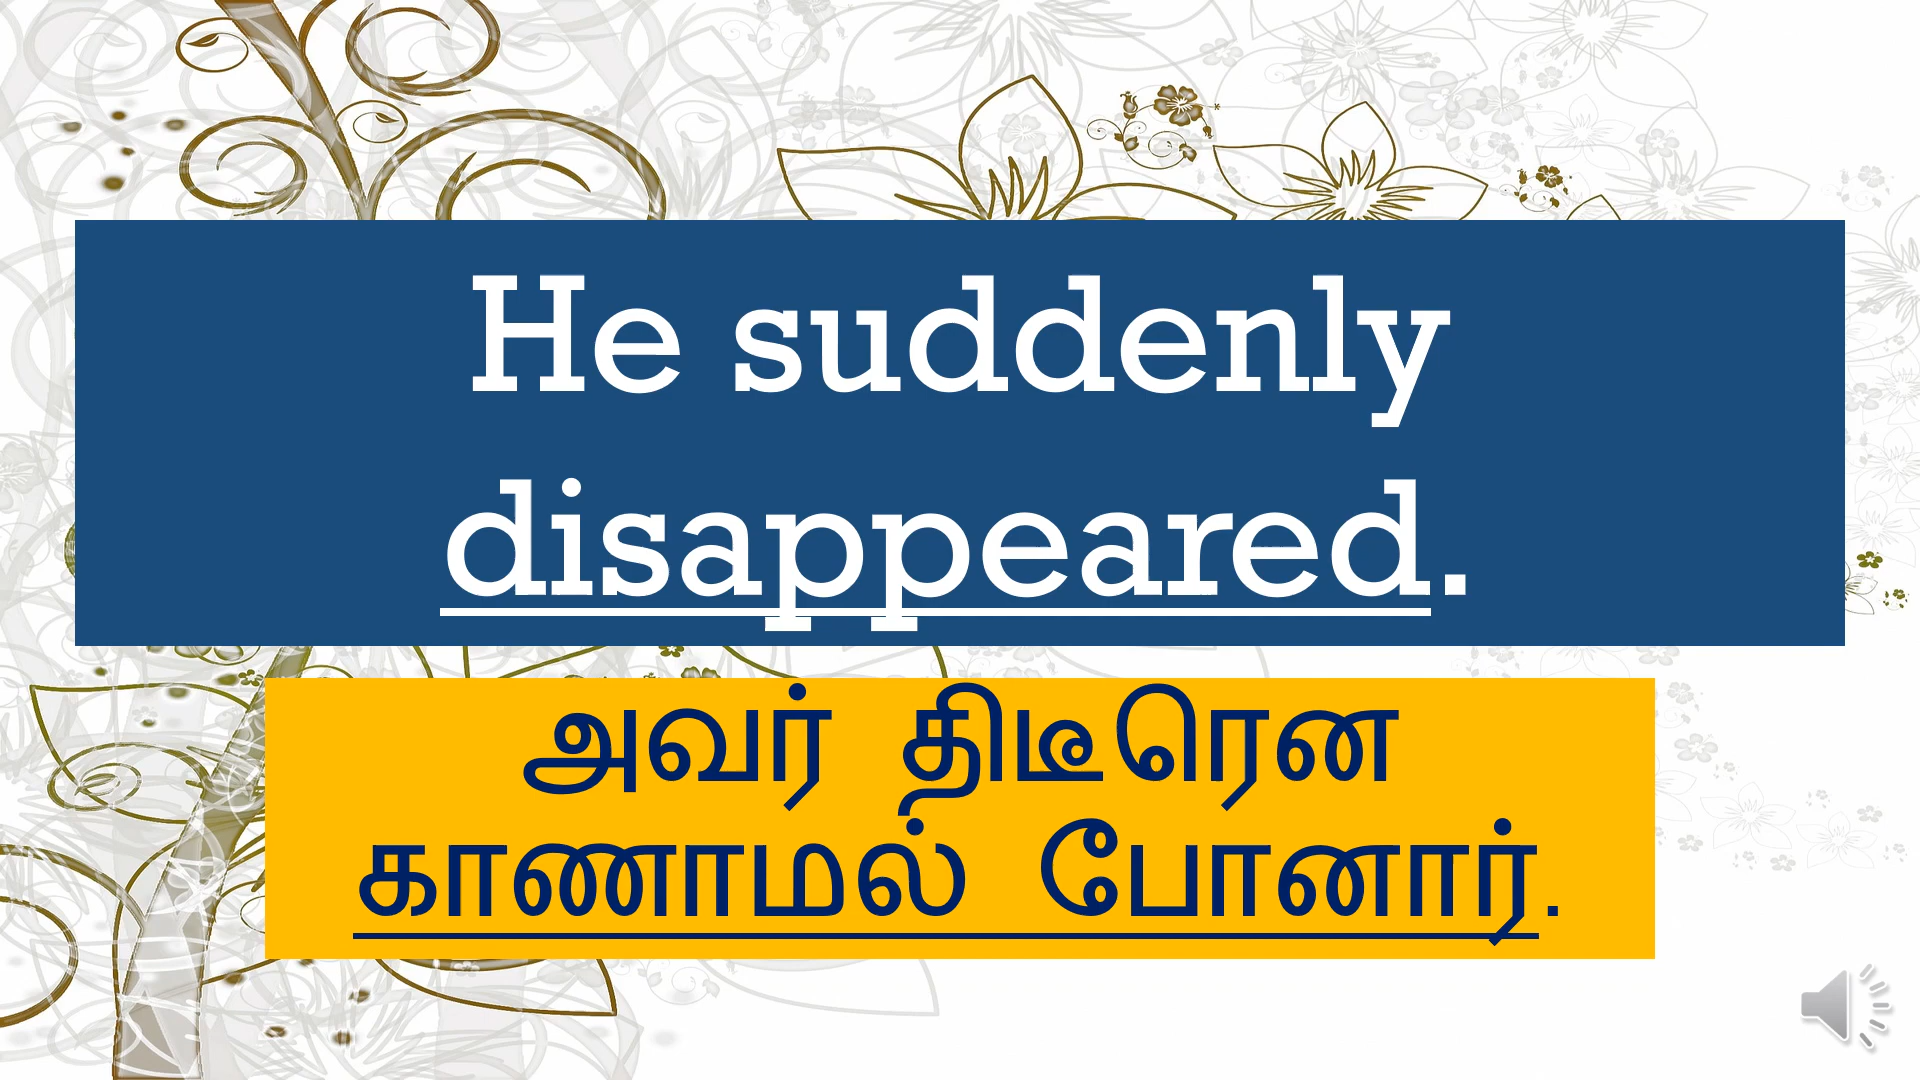 He suddenly
disappeared.
அவர் திடீரென
காணாமல் போனார்.